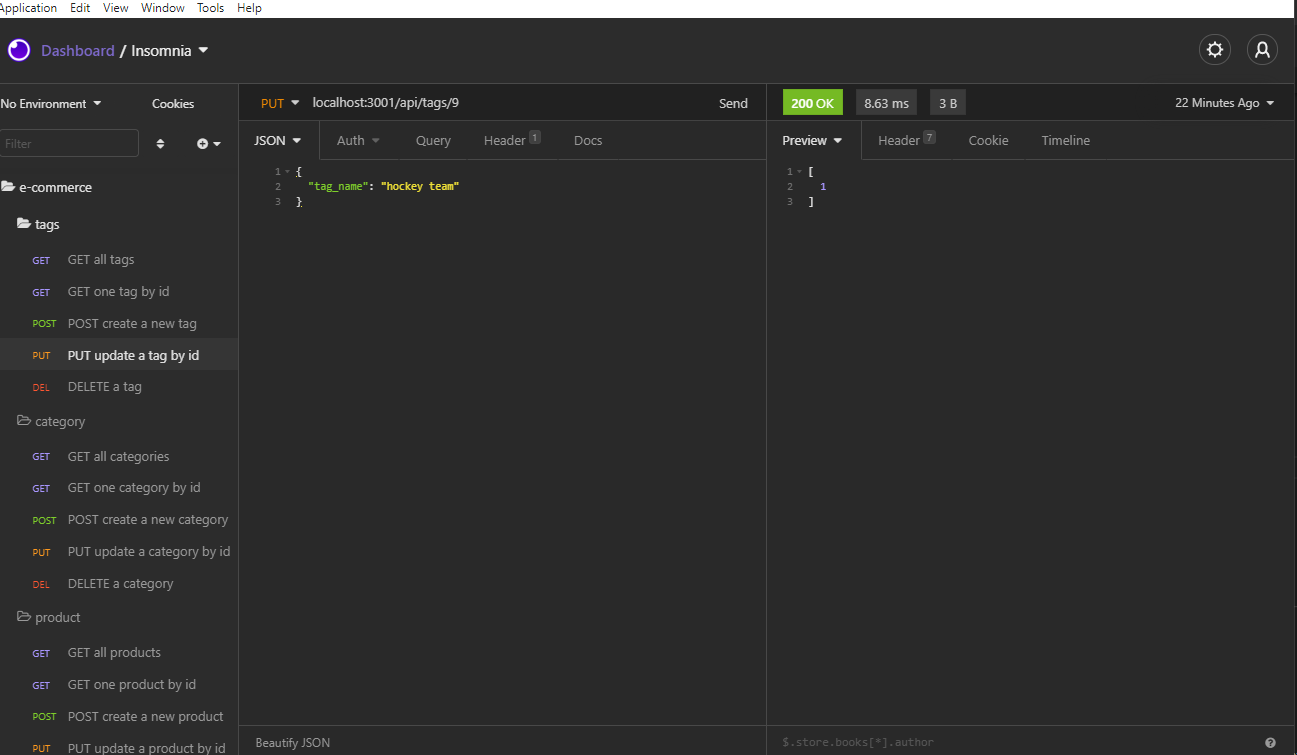 Application Edit View Window Tools Help
Dashboard / Insomnia
No Environment Cookies
PUT localhost:3001/api/tags/9 Send
200 OK 8.63 ms 3 B 22 Minutes Ago
Filter
JSON Auth Query Header 1 Docs
Preview Header 7 Cookie Timeline
1 {
2 "tag_name": "hockey team"
3 }
1 [
2 1
3 ]
e-commerce
tags
GET GET all tags
GET GET one tag by id
POST POST create a new tag
PUT PUT update a tag by id
DEL DELETE a tag
category
GET GET all categories
GET GET one category by id
POST POST create a new category
PUT PUT update a category by id
DEL DELETE a category
product
GET GET all products
GET GET one product by id
POST POST create a new product
PUT PUT update a product by id
Beautify JSON
$.store.books[*].author
?